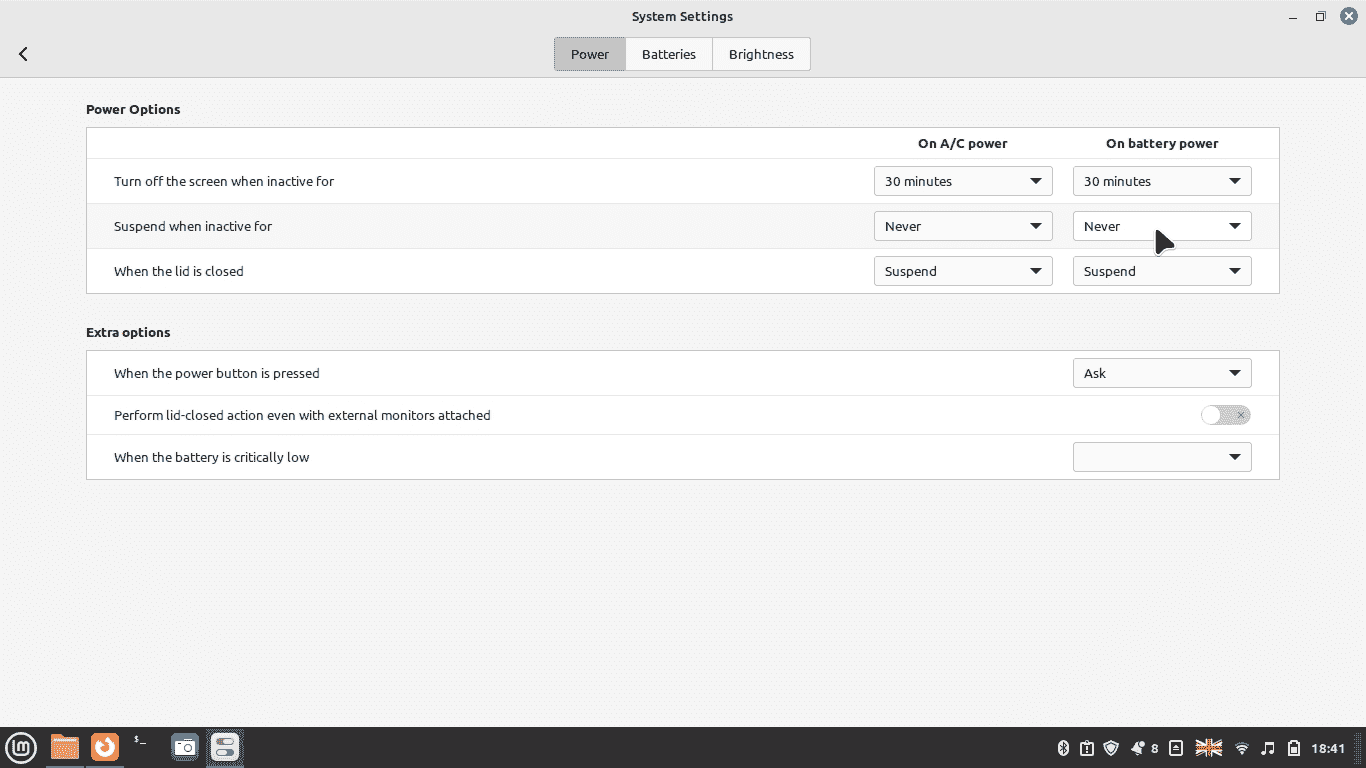 System Settings
Power Batteries Brightness
Power Options
On A/C power On battery power
Turn off the screen when inactive for 30 minutes 30 minutes
Suspend when inactive for Never Never
When the lid is closed Suspend Suspend
Extra options
When the power button is pressed Ask
Perform lid-closed action even with external monitors attached
When the battery is critically low
$_ 8 18:41